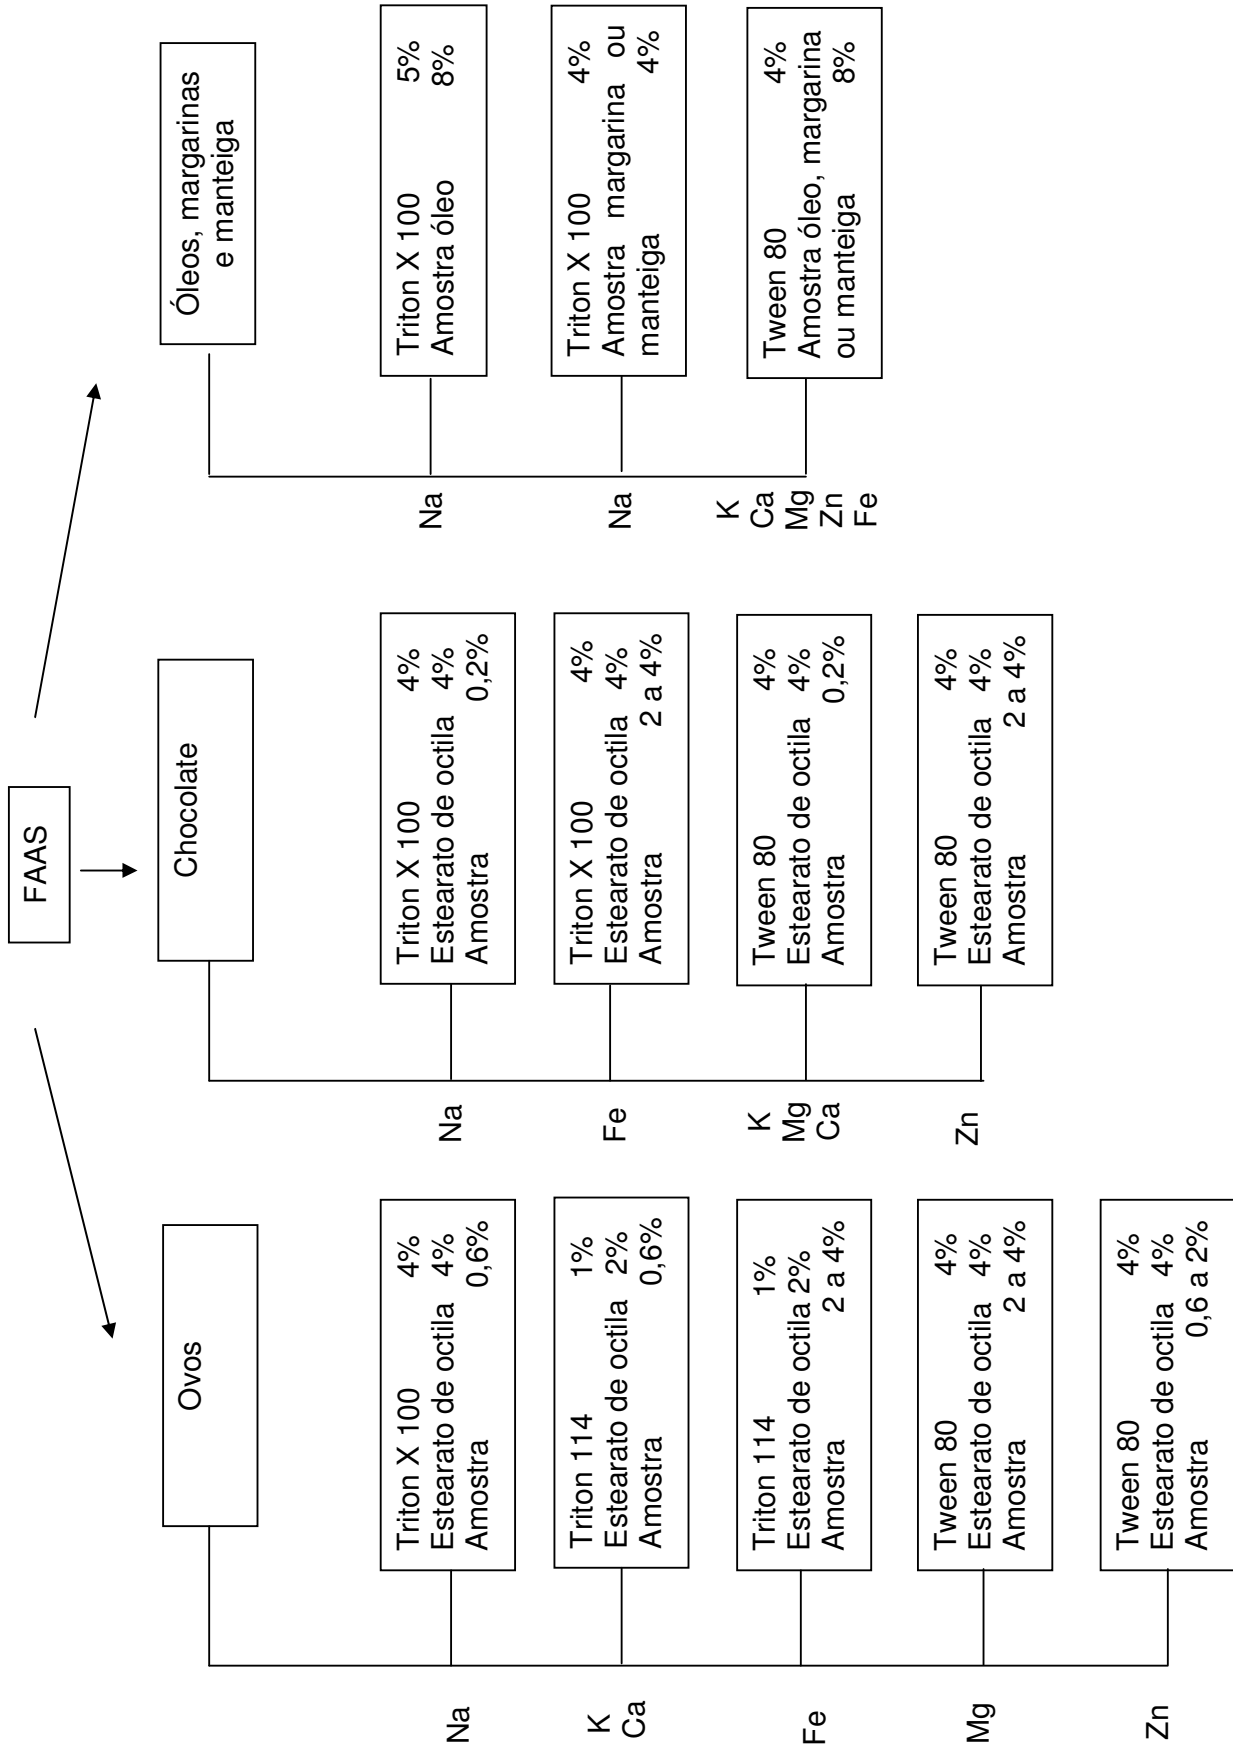 FAAS
Ovos
Na
Triton X 100 4%
Estearato de octila 4%
Amostra 0,6%
K
Ca
Triton 114 1%
Estearato de octila 2%
Amostra 0,6%
Fe
Triton 114 1%
Estearato de octila 2%
Amostra 2 a 4%
Mg
Tween 80 4%
Estearato de octila 4%
Amostra 2 a 4%
Zn
Tween 80 4%
Estearato de octila 4%
Amostra 0,6 a 2%
Chocolate
Na
Triton X 100 4%
Estearato de octila 4%
Amostra 0,2%
Fe
Triton X 100 4%
Estearato de octila 4%
Amostra 2 a 4%
K
Mg
Ca
Tween 80 4%
Estearato de octila 4%
Amostra 0,2%
Zn
Tween 80 4%
Estearato de octila 4%
Amostra 2 a 4%
Óleos, margarinas
e manteiga
Na
Triton X 100 5%
Amostra óleo 8%
Na
Triton X 100 4%
Amostra margarina ou
manteiga 4%
K
Ca
Mg
Zn
Fe
Tween 80 4%
Amostra óleo, margarina
ou manteiga 8%